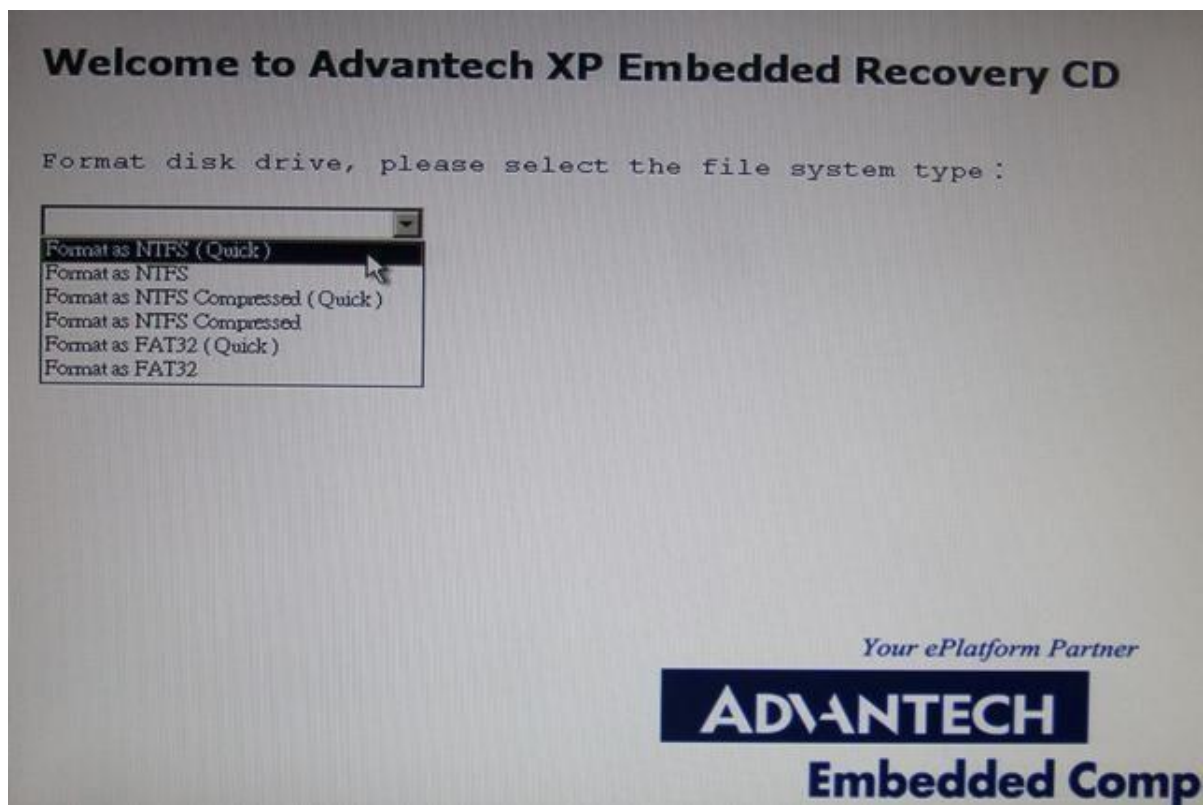 Welcome to Advantech XP Embedded Recovery CD
Format disk drive, please select the file system type :
Format as NTFS ( Quick )
Format as NTFS
Format as NTFS Compressed ( Quick )
Format as NTFS Compressed
Format as FAT32 ( Quick )
Format as FAT32
Your ePlatform Partner
ADVANTECH
Embedded Comp